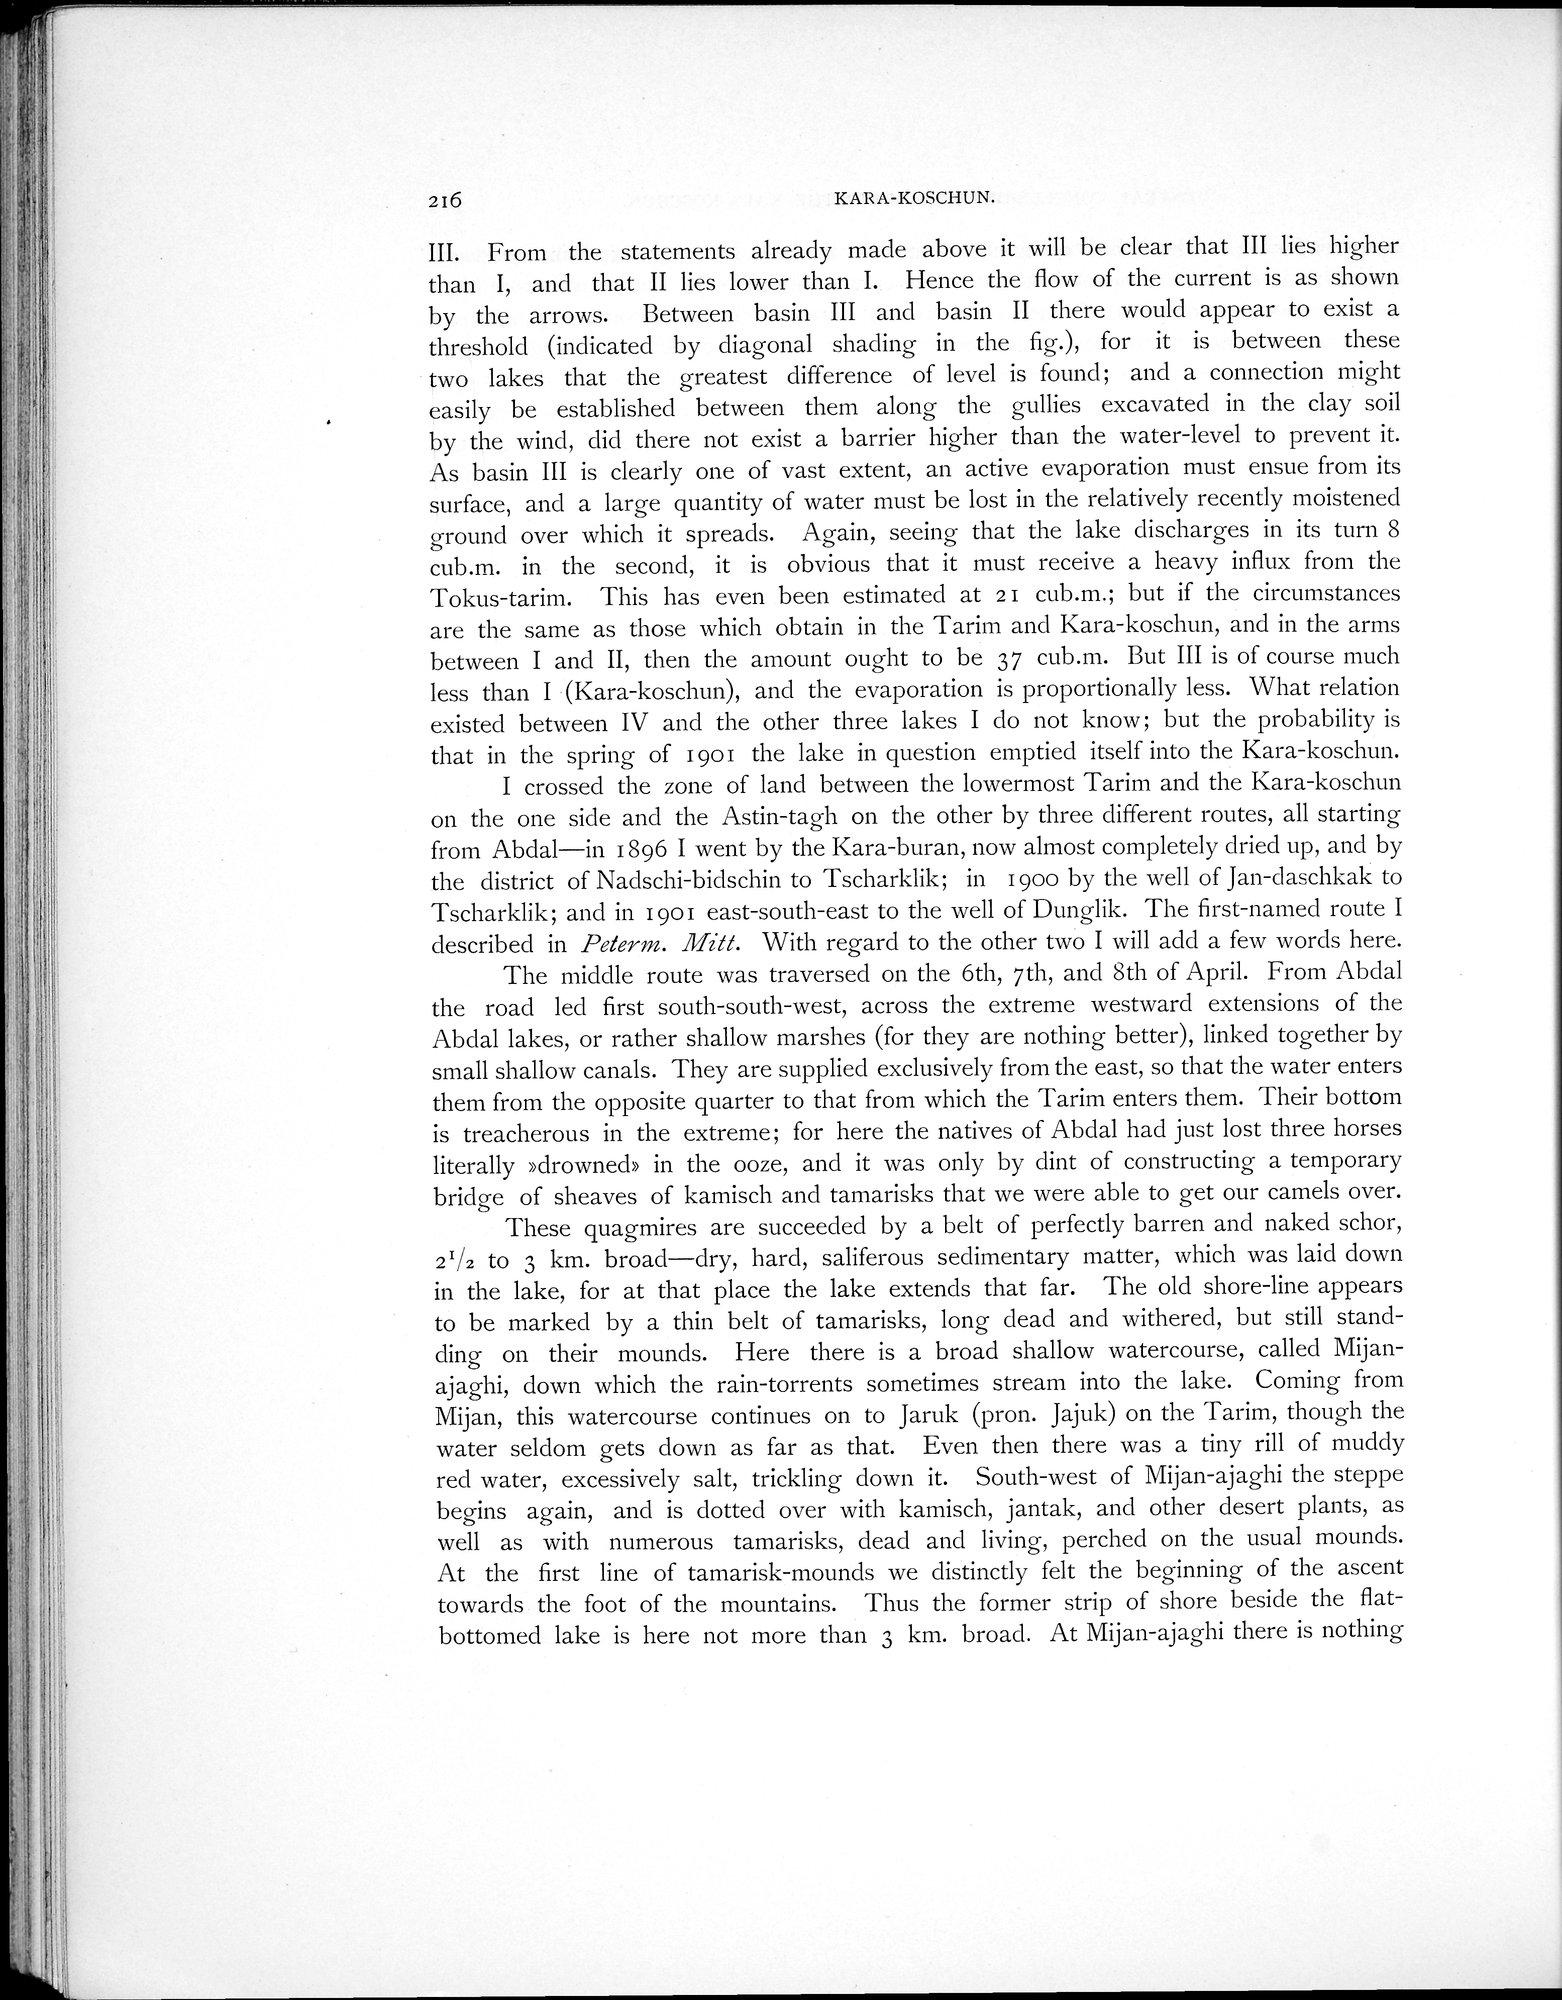 216
KARA-KOSCHUN.
III. From the statements already made above it will be clear that III lies higher
than I, and that II lies lower than I. Hence the flow of the current is as shown
by the arrows. Between basin III and basin II there would appear to exist a
threshold (indicated by diagonal shading in the fig.), for it is between these
two lakes that the greatest difference of level is found; and a connection might
easily be established between them along the gullies excavated in the clay soil
by the wind, did there not exist a barrier higher than the water-level to prevent it.
As basin III is clearly one of vast extent, an active evaporation must ensue from its
surface, and a large quantity of water must be lost in the relatively recently moistened
ground over which it spreads. Again, seeing that the lake discharges in its turn 8
cub.m. in the second, it is obvious that it must receive a heavy influx from the
Tokus-tarim. This has even been estimated at 21 cub.m.; but if the circumstances
are the same as those which obtain in the Tarim and Kara-koschun, and in the arms
between I and II, then the amount ought to be 37 cub.m. But III is of course much
less than I (Kara-koschun), and the evaporation is proportionally less. What relation
existed between IV and the other three lakes I do not know; but the probability is
that in the spring of 1901 the lake in question emptied itself into the Kara-koschun.
I crossed the zone of land between the lowermost Tarim and the Kara-koschun
on the one side and the Astin-tagh on the other by three different routes, all starting
from Abdal—in 1896 I went by the Kara-buran, now almost completely dried up, and by
the district of Nadschi-bidschin to Tscharklik; in 1900 by the well of Jan-daschkak to
Tscharklik; and in 1901 east-south-east to the well of Dunglik. The first-named route I
described in Peterm. Mitt. With regard to the other two I will add a few words here.
The middle route was traversed on the 6th, 7th, and 8th of April. From Abdal
the road led first south-south-west, across the extreme westward extensions of the
Abdal lakes, or rather shallow marshes (for they are nothing better), linked together by
small shallow canals. They are supplied exclusively from the east, so that the water enters
them from the opposite quarter to that from which the Tarim enters them. Their bottom
is treacherous in the extreme; for here the natives of Abdal had just lost three horses
literally »drowned» in the ooze, and it was only by dint of constructing a temporary
bridge of sheaves of kamisch and tamarisks that we were able to get our camels over.
These quagmires are succeeded by a belt of perfectly barren and naked schor,
2 1/2 to 3 km. broad—dry, hard, saliferous sedimentary matter, which was laid down
in the lake, for at that place the lake extends that far. The old shore-line appears
to be marked by a thin belt of tamarisks, long dead and withered, but still stand-
ding on their mounds. Here there is a broad shallow watercourse, called Mijan-
ajaghi, down which the rain-torrents sometimes stream into the lake. Coming from
Mijan, this watercourse continues on to Jaruk (pron. Jajuk) on the Tarim, though the
water seldom gets down as far as that. Even then there was a tiny rill of muddy
red water, excessively salt, trickling down it. South-west of Mijan-ajaghi the steppe
begins again, and is dotted over with kamisch, jantak, and other desert plants, as
well as with numerous tamarisks, dead and living, perched on the usual mounds.
At the first line of tamarisk-mounds we distinctly felt the beginning of the ascent
towards the foot of the mountains. Thus the former strip of shore beside the flat-
bottomed lake is here not more than 3 km. broad. At Mijan-ajaghi there is nothing